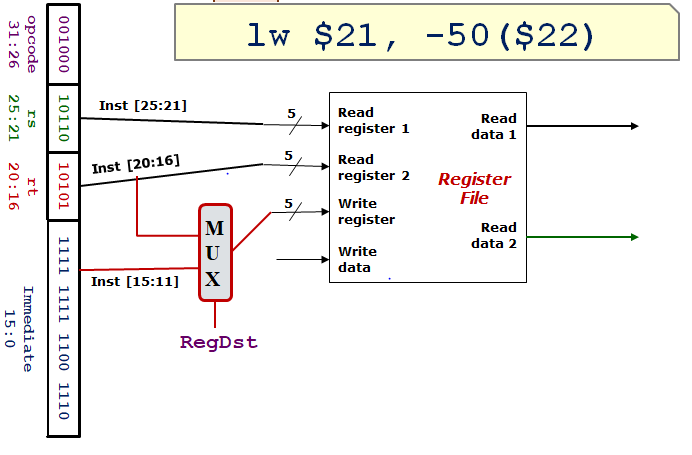 lw $21, -50($22)
opcode
31:26
001000
rs
25:21
10110
rt
20:16
10101
Immediate
15:0
1111 1111 1100 1110
Inst [25:21]
Inst [20:16]
Inst [15:11]
5
5
5
M
U
X
RegDst
Read
register 1
Read
register 2
Write
register
Write
data
Register
File
Read
data 1
Read
data 2